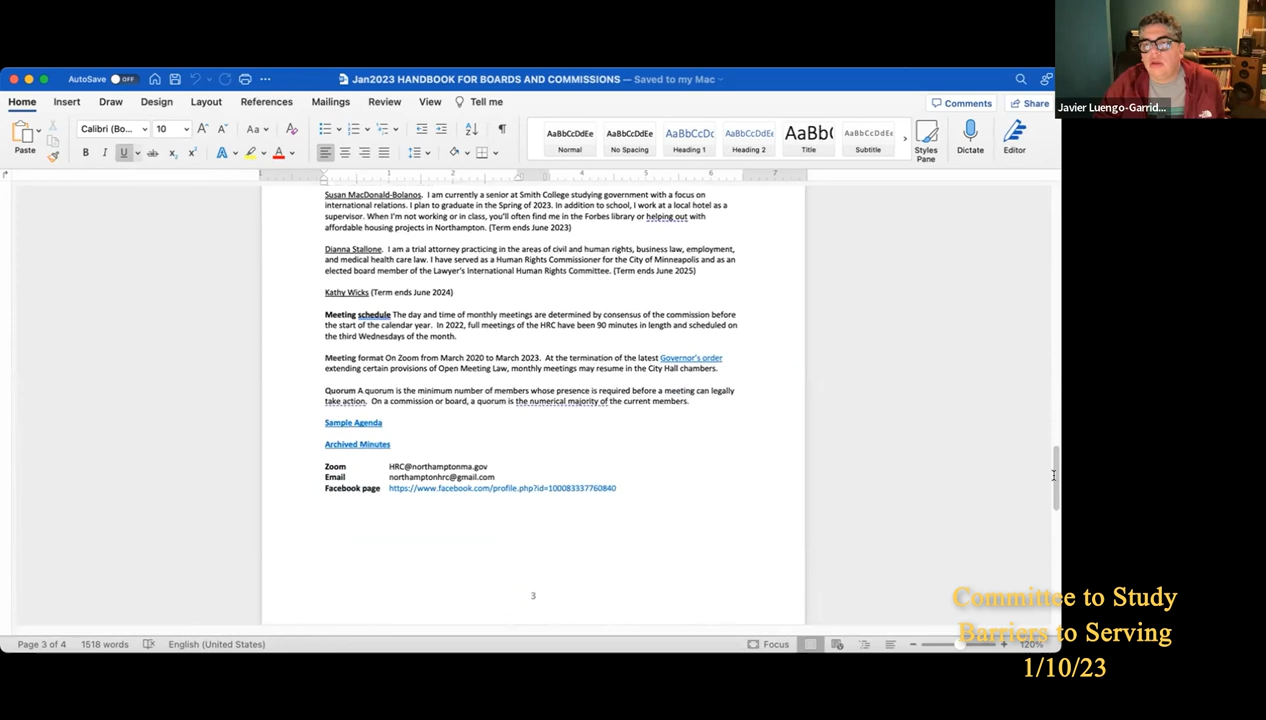 AutoSave OFF
Jan2023 HANDBOOK FOR BOARDS AND COMMISSIONS — Saved to my Mac
Javier Luengo-Garrid...
Home Insert Draw Design Layout References Mailings Review View Tell me Comments Share
Paste
Calibri (Bo... 10
AaBbCcDdEe AaBbCcDdEe AaBbCcDc AaBbCcDdEe AaBb( AaBbCcDdEe
Normal No Spacing Heading 1 Heading 2 Title Subtitle
Styles Pane
Dictate
Editor
1 1 2 3 4 5 6 7
Susan MacDonald-Bolanos. I am currently a senior at Smith College studying government with a focus on
international relations. I plan to graduate in the Spring of 2023. In addition to school, I work at a local hotel as a
supervisor. When I'm not working or in class, you'll often find me in the Forbes library or helping out with
affordable housing projects in Northampton. (Term ends June 2023)
Dianna Stallone. I am a trial attorney practicing in the areas of civil and human rights, business law, employment,
and medical health care law. I have served as a Human Rights Commissioner for the City of Minneapolis and as an
elected board member of the Lawyer's International Human Rights Committee. (Term ends June 2025)
Kathy Wicks (Term ends June 2024)
Meeting schedule The day and time of monthly meetings are determined by consensus of the commission before
the start of the calendar year. In 2022, full meetings of the HRC have been 90 minutes in length and scheduled on
the third Wednesdays of the month.
Meeting format On Zoom from March 2020 to March 2023. At the termination of the latest Governor's order
extending certain provisions of Open Meeting Law, monthly meetings may resume in the City Hall chambers.
Quorum A quorum is the minimum number of members whose presence is required before a meeting can legally
take action. On a commission or board, a quorum is the numerical majority of the current members.
Sample Agenda
Archived Minutes
Zoom HRC@northamptonma.gov
Email northamptonhrc@gmail.com
Facebook page https://www.facebook.com/profile.php?id=100083337760840
3
Page 3 of 4 1518 words English (United States) Focus 120%
Committee to Study
Barriers to Serving
1/10/23